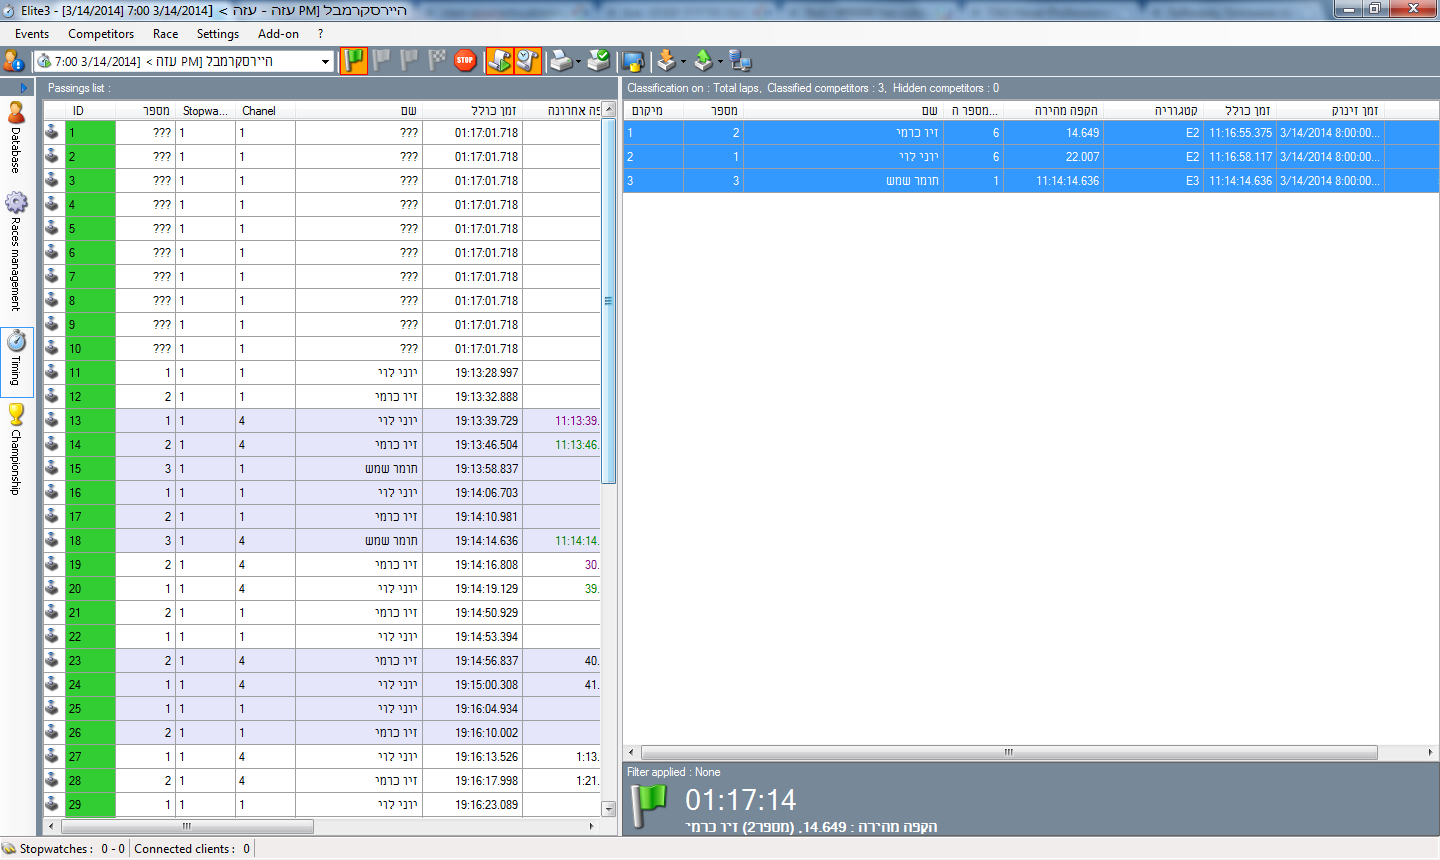 Elite3 - [3/14/2014] 7:00 3/14/2014] < עזה - עזה PM] היירסקרמבל
Events Competitors Race Settings Add-on ?
7:00 3/14/2014] < עזה PM] היירסקרמבל STOP
Passings list :
ID מספר Stopwa... Chanel שם זמן כולל פה אחרונה
1 ??? 1 1 ??? 01:17:01.718
2 ??? 1 1 ??? 01:17:01.718
3 ??? 1 1 ??? 01:17:01.718
4 ??? 1 1 ??? 01:17:01.718
5 ??? 1 1 ??? 01:17:01.718
6 ??? 1 1 ??? 01:17:01.718
7 ??? 1 1 ??? 01:17:01.718
8 ??? 1 1 ??? 01:17:01.718
9 ??? 1 1 ??? 01:17:01.718
10 ??? 1 1 ??? 01:17:01.718
11 1 1 1 יוני לוי 19:13:28.997
12 2 1 1 זיו כרמי 19:13:32.888
13 1 1 4 יוני לוי 19:13:39.729 11:13:39.
14 2 1 4 זיו כרמי 19:13:46.504 11:13:46.
15 3 1 1 חומר שמש 19:13:58.837
16 1 1 1 יוני לוי 19:14:06.703
17 2 1 1 זיו כרמי 19:14:10.981
18 3 1 4 חומר שמש 19:14:14.636 11:14:14.
19 2 1 4 זיו כרמי 19:14:16.808 30.
20 1 1 4 יוני לוי 19:14:19.129 39.
21 2 1 1 זיו כרמי 19:14:50.929
22 1 1 1 יוני לוי 19:14:53.394
23 2 1 4 זיו כרמי 19:14:56.837 40.
24 1 1 4 יוני לוי 19:15:00.308 41.
25 1 1 1 יוני לוי 19:16:04.934
26 2 1 1 זיו כרמי 19:16:10.002
27 1 1 4 יוני לוי 19:16:13.526 1:13.
28 2 1 4 זיו כרמי 19:16:17.998 1:21.
29 1 1 1 יוני לוי 19:16:23.089
Database
Races management
Timing
Championship
Classification on : Total laps, Classified competitors : 3, Hidden competitors : 0
מיקום מספר שם מספר ה... הקפה מהירה קטגוריה זמן כולל זמן זינוק
1 2 זיו כרמי 6 14.649 E2 11:16:55.375 3/14/2014 8:00:00...
2 1 יוני לוי 6 22.007 E2 11:16:58.117 3/14/2014 8:00:00...
3 3 חומר שמש 1 11:14:14.636 E3 11:14:14.636 3/14/2014 8:00:00...
Filter applied : None
01:17:14
הקפה מהירה : 14.649, (מספר2) זיו כרמי
Stopwatches : 0 - 0 Connected clients : 0